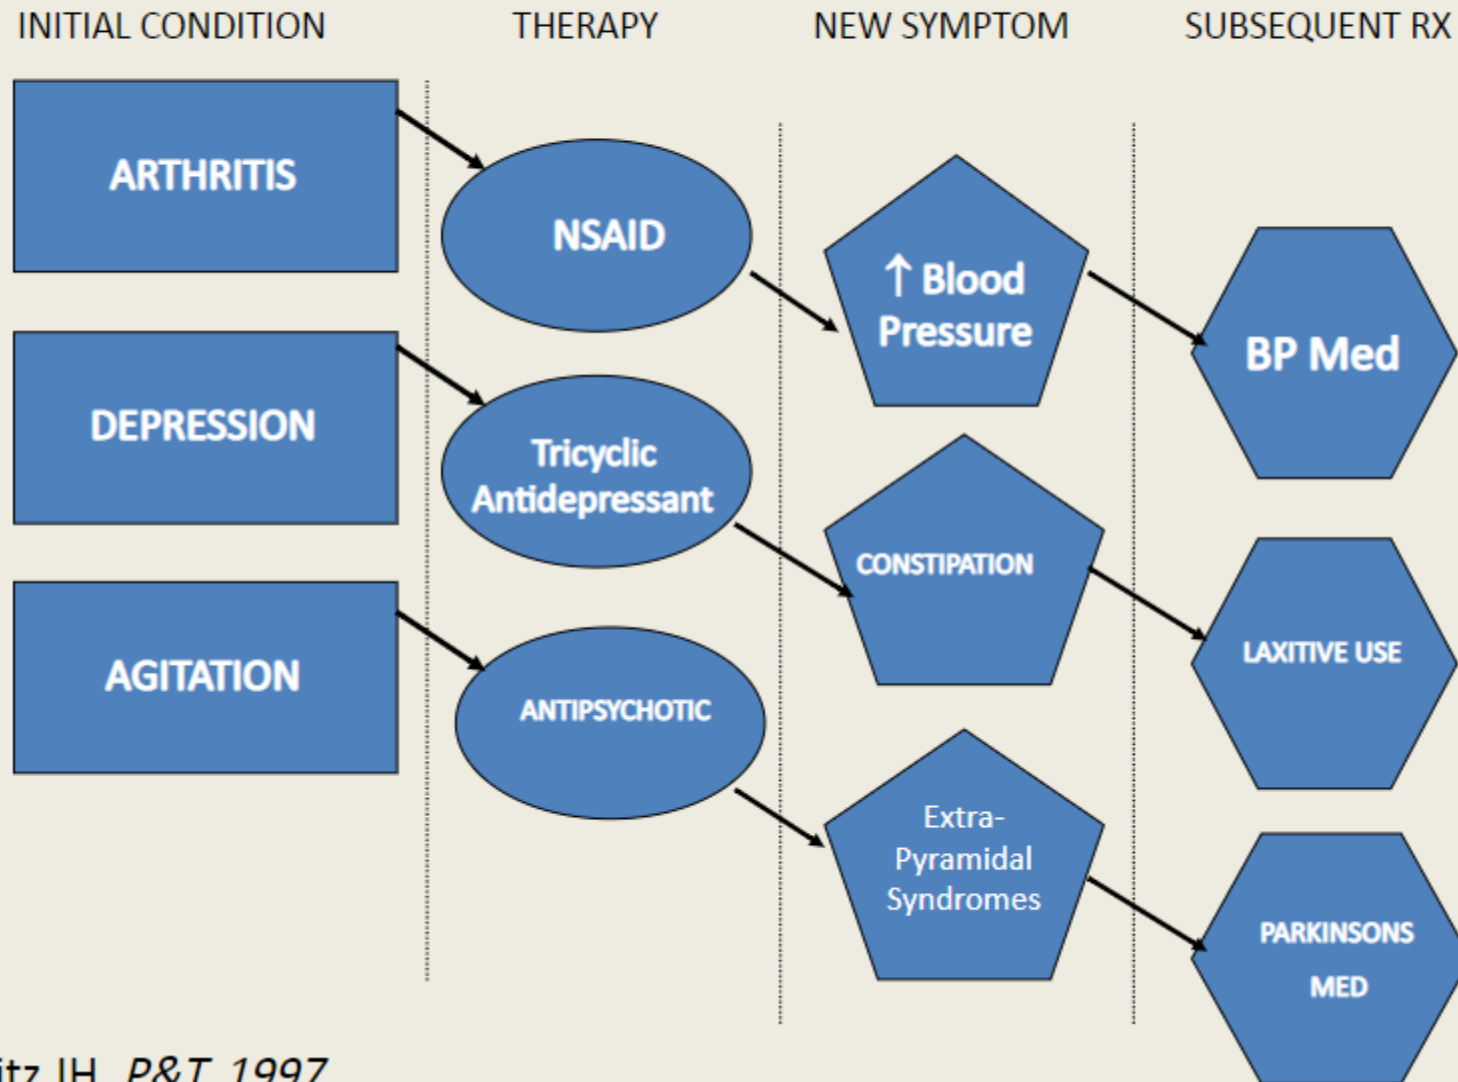 INITIAL CONDITION
THERAPY
NEW SYMPTOM
SUBSEQUENT RX
ARTHRITIS
NSAID
↑ Blood
Pressure
BP Med
DEPRESSION
Tricyclic
Antidepressant
CONSTIPATION
LAXITIVE USE
AGITATION
ANTIPSYCHOTIC
Extra-
Pyramidal
Syndromes
PARKINSONS
MED
JH, P&T 1997